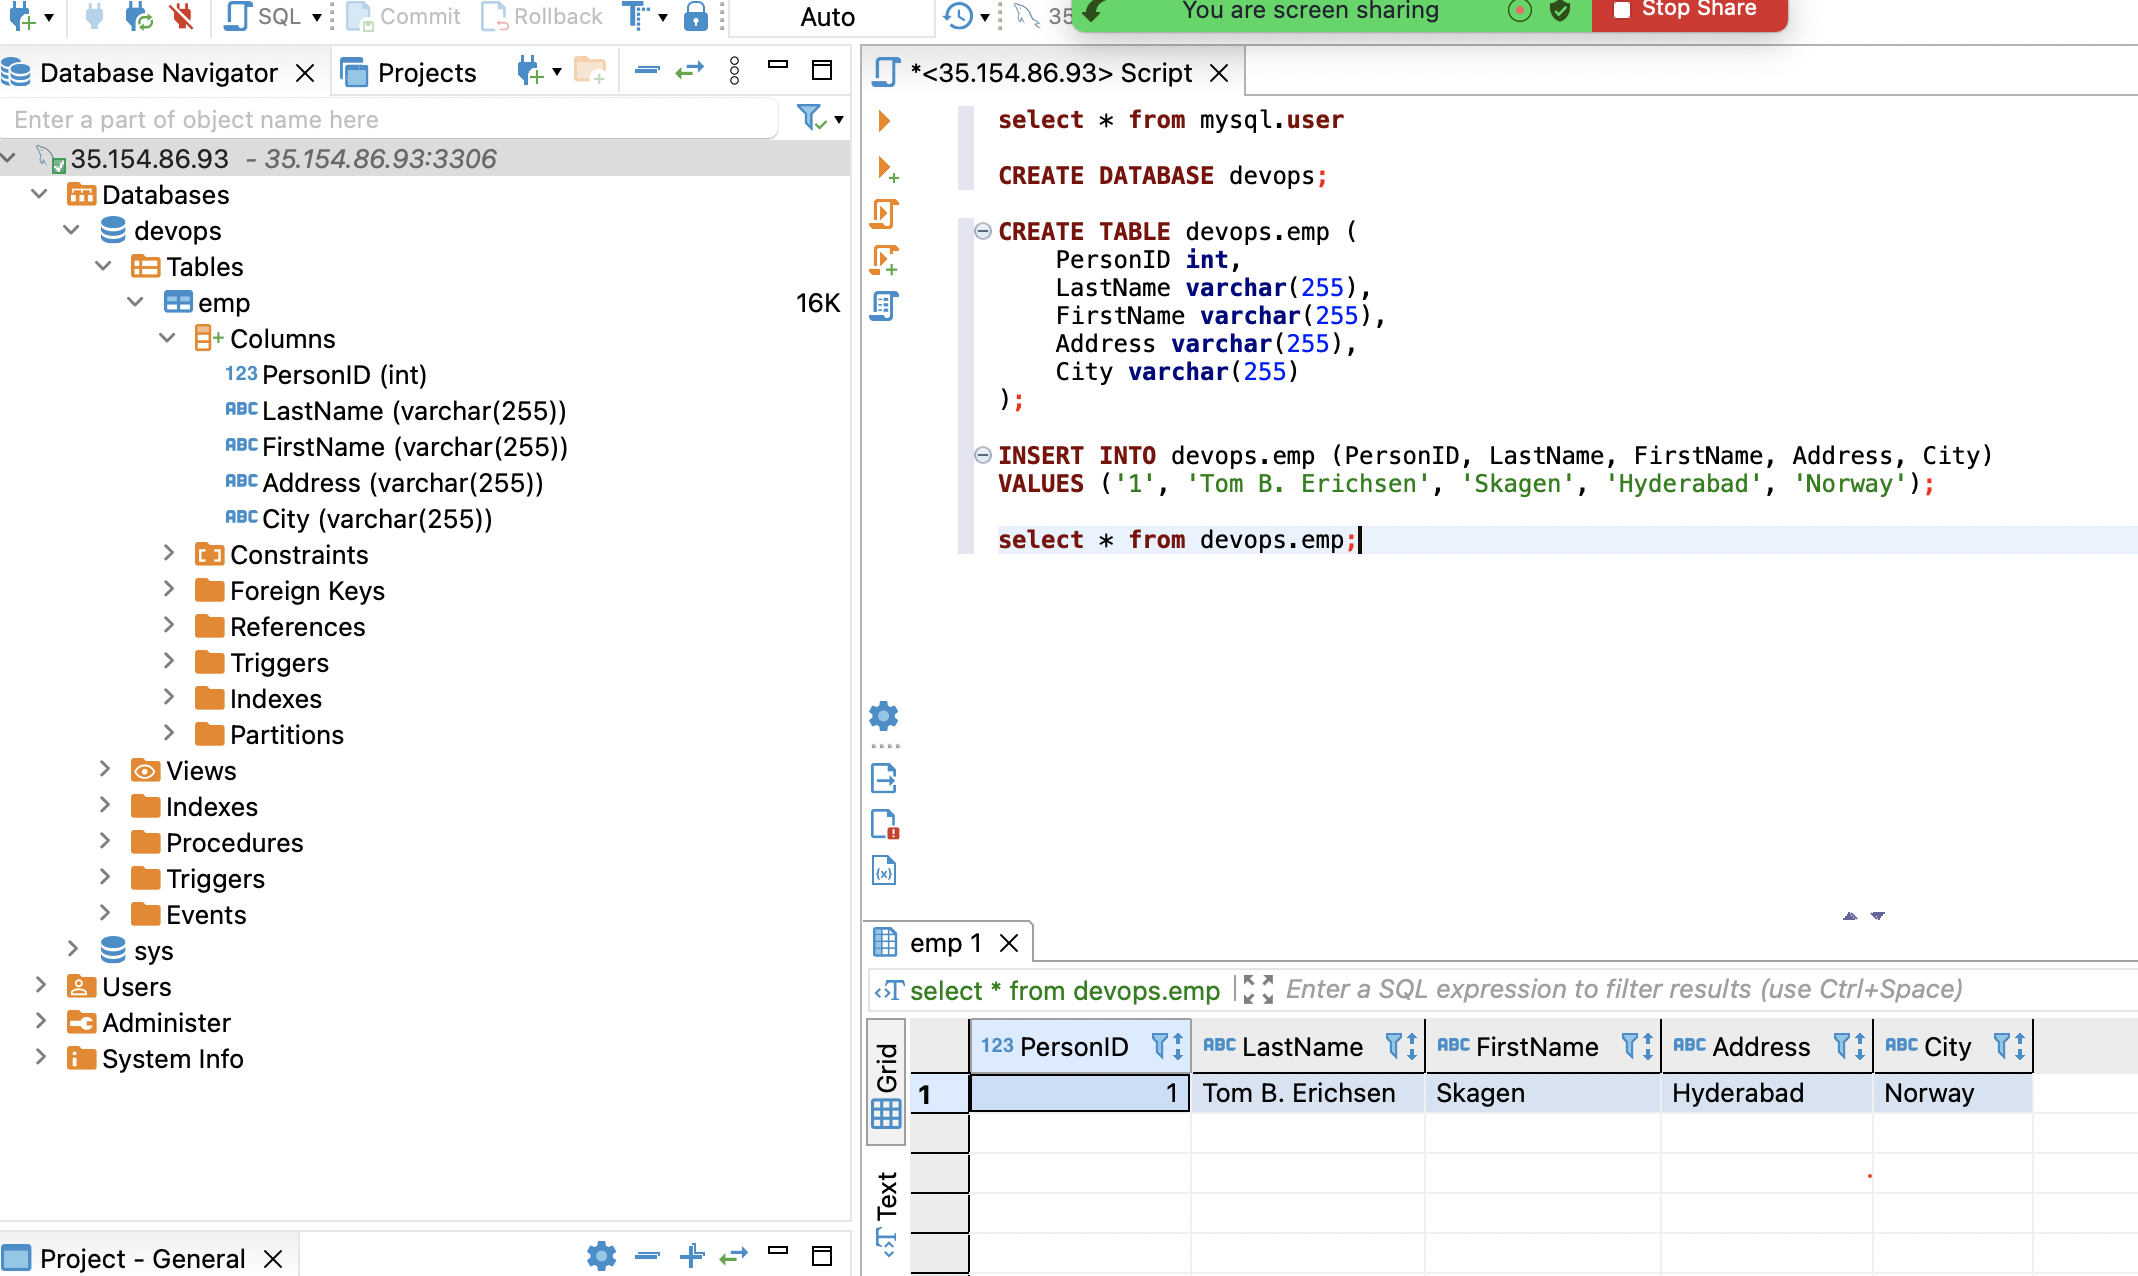 SQL
Commit
Rollback
Auto
You are screen sharing
Stop Share
Database Navigator
Projects
*<35.154.86.93> Script
Enter a part of object name here
35.154.86.93 - 35.154.86.93:3306
Databases
devops
Tables
emp 16K
Columns
123 PersonID (int)
ABC LastName (varchar(255))
ABC FirstName (varchar(255))
ABC Address (varchar(255))
ABC City (varchar(255))
Constraints
Foreign Keys
References
Triggers
Indexes
Partitions
Views
Indexes
Procedures
Triggers
Events
sys
Users
Administer
System Info
Project - General
select * from mysql.user
CREATE DATABASE devops;
CREATE TABLE devops.emp (
PersonID int,
LastName varchar(255),
FirstName varchar(255),
Address varchar(255),
City varchar(255)
);
INSERT INTO devops.emp (PersonID, LastName, FirstName, Address, City)
VALUES ('1', 'Tom B. Erichsen', 'Skagen', 'Hyderabad', 'Norway');
select * from devops.emp;
emp 1
select * from devops.emp
Enter a SQL expression to filter results (use Ctrl+Space)
Grid
Text
123 PersonID ABC LastName ABC FirstName ABC Address ABC City
1 1 Tom B. Erichsen Skagen Hyderabad Norway